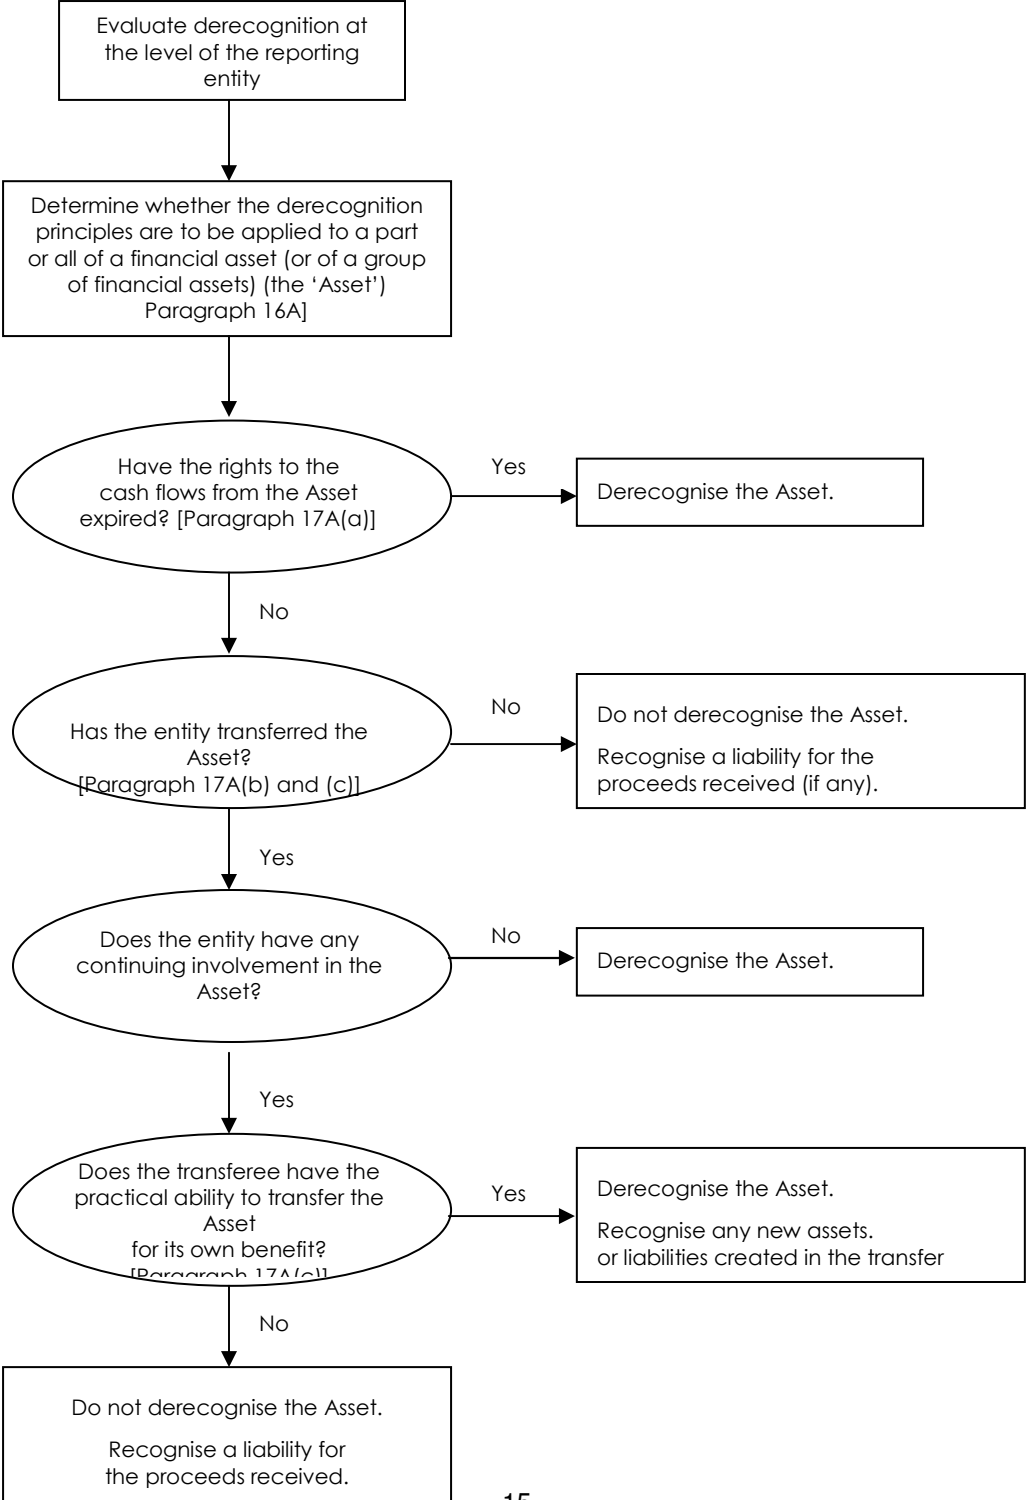 Evaluate derecognition at
the level of the reporting
entity
Determine whether the derecognition
principles are to be applied to a part
or all of a financial asset (or of a group
of financial assets) (the ‘Asset’)
Paragraph 16A]
Have the rights to the
cash flows from the Asset
expired? [Paragraph 17A(a)]
Yes
Derecognise the Asset.
No
Has the entity transferred the
Asset?
[Paragraph 17A(b) and (c)]
No
Do not derecognise the Asset.
Recognise a liability for the
proceeds received (if any).
Yes
Does the entity have any
continuing involvement in the
Asset?
No
Derecognise the Asset.
Yes
Does the transferee have the
practical ability to transfer the
Asset
for its own benefit?
[Paragraph 17A(c)]
Yes
Derecognise the Asset.
Recognise any new assets.
or liabilities created in the transfer
No
Do not derecognise the Asset.
Recognise a liability for
the proceeds received.
15